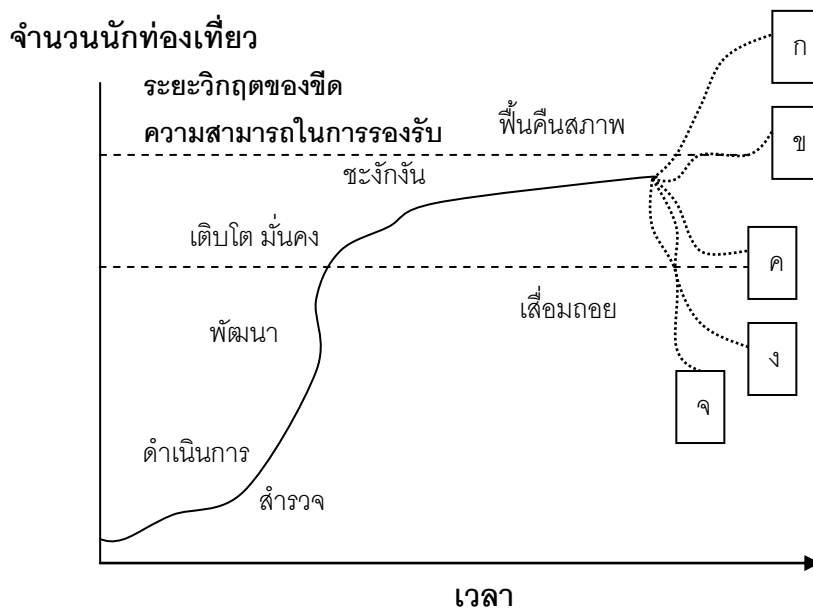 จำนวนนักท่องเที่ยว
ก
ระยะวิกฤตของขีด
ความสามารถในการรองรับ
ฟื้นคืนสภาพ
ข
ชะงักงัน
เติบโต มั่นคง
ค
เสื่อมถอย
พัฒนา
ง
จ
ดำเนินการ
สำรวจ
เวลา